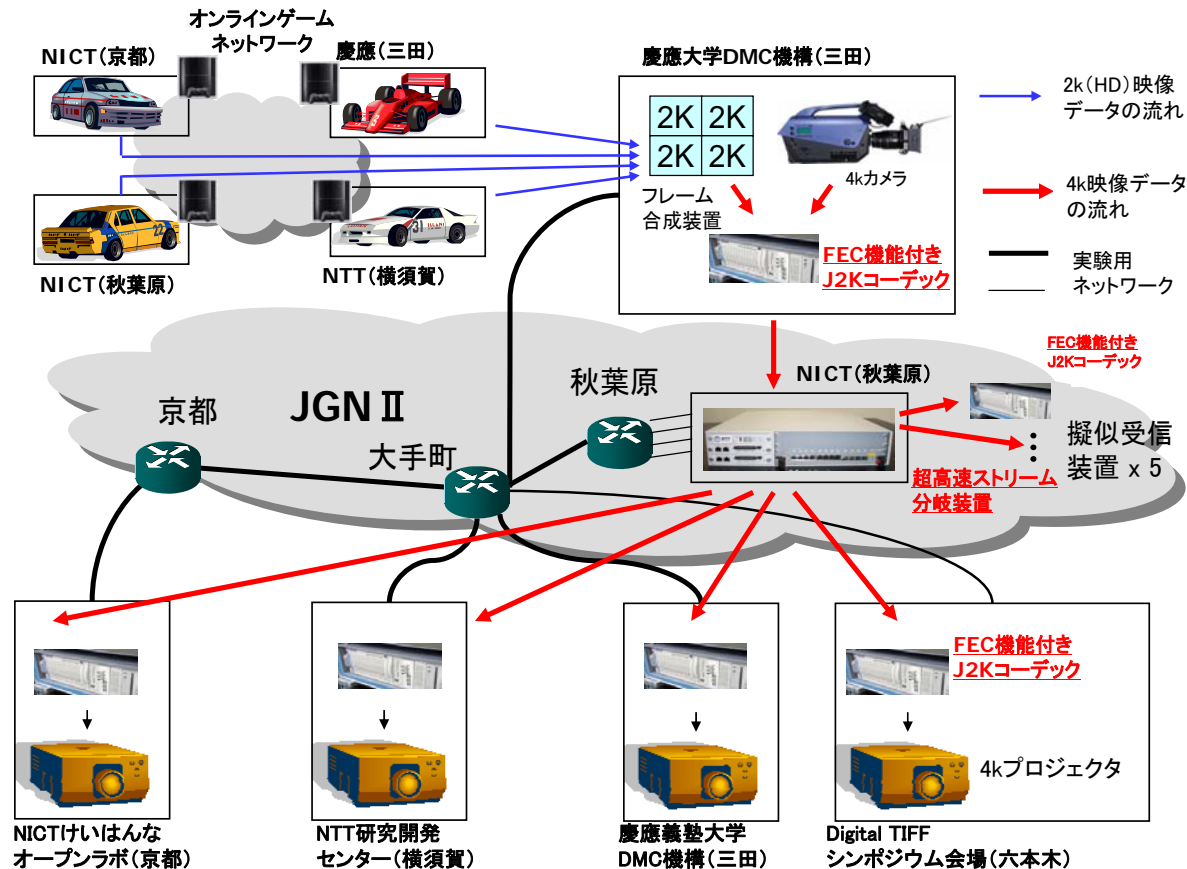 オンラインゲーム
ネットワーク
NICT(京都)
慶應(三田)
NICT(秋葉原)
NTT(横須賀)
22
31
慶應大学DMC機構(三田)
2K 2K
2K 2K
フレーム
合成装置
4kカメラ
FEC機能付き
J2Kコーデック
2k(HD)映像
データの流れ
4k映像データ
の流れ
実験用
ネットワーク
JGNⅡ
京都
大手町
秋葉原
NICT(秋葉原)
FEC機能付き
J2Kコーデック
擬似受信
装置 x 5
超高速ストリーム
分岐装置
FEC機能付き
J2Kコーデック
4kプロジェクタ
NICTけいはんな
オープンラボ(京都)
NTT研究開発
センター(横須賀)
慶應義塾大学
DMC機構(三田)
Digital TIFF
シンポジウム会場(六本木)